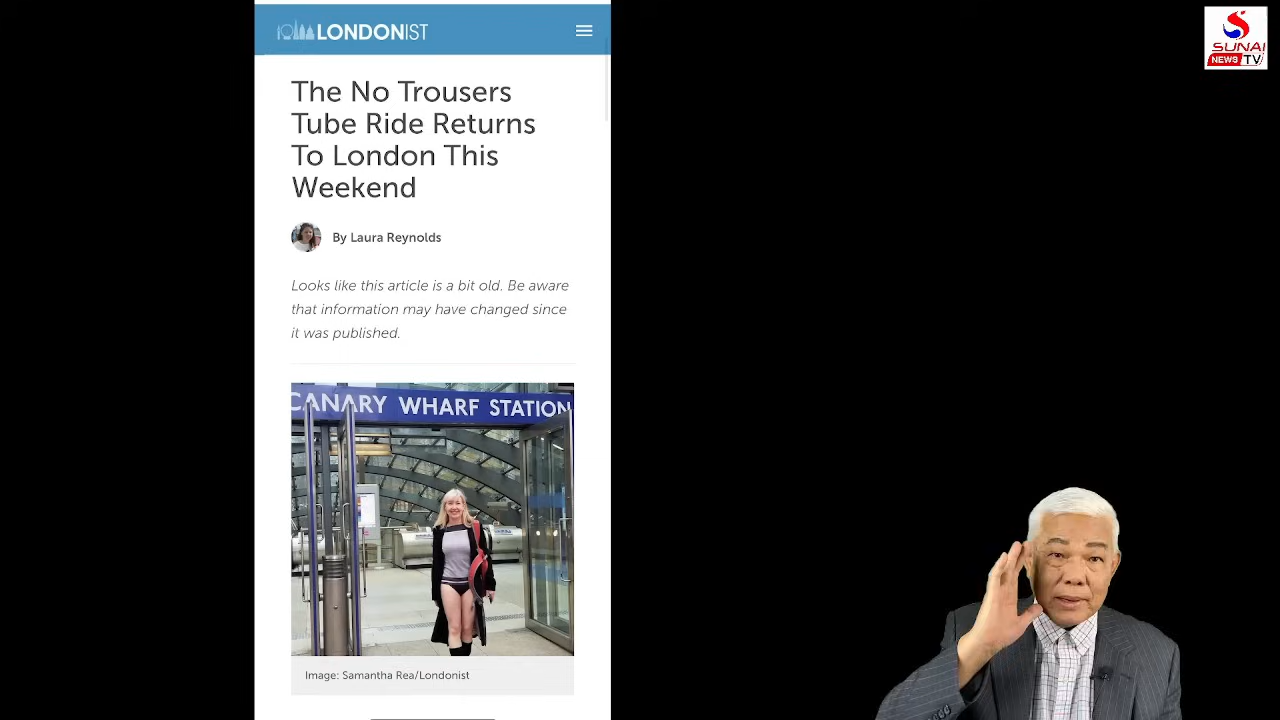 LONDONIST
SUNAI
NEWS TV
The No Trousers
Tube Ride Returns
To London This
Weekend
By Laura Reynolds
Looks like this article is a bit old. Be aware
that information may have changed since
it was published.
CANARY WHARF STATION
Image: Samantha Rea/Londonist